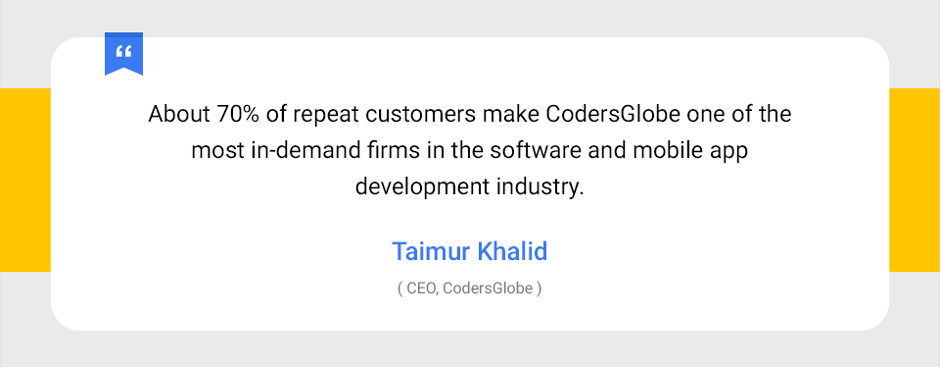 “
About 70% of repeat customers make CodersGlobe one of the
most in-demand firms in the software and mobile app
development industry.
Taimur Khalid
( CEO, CodersGlobe )